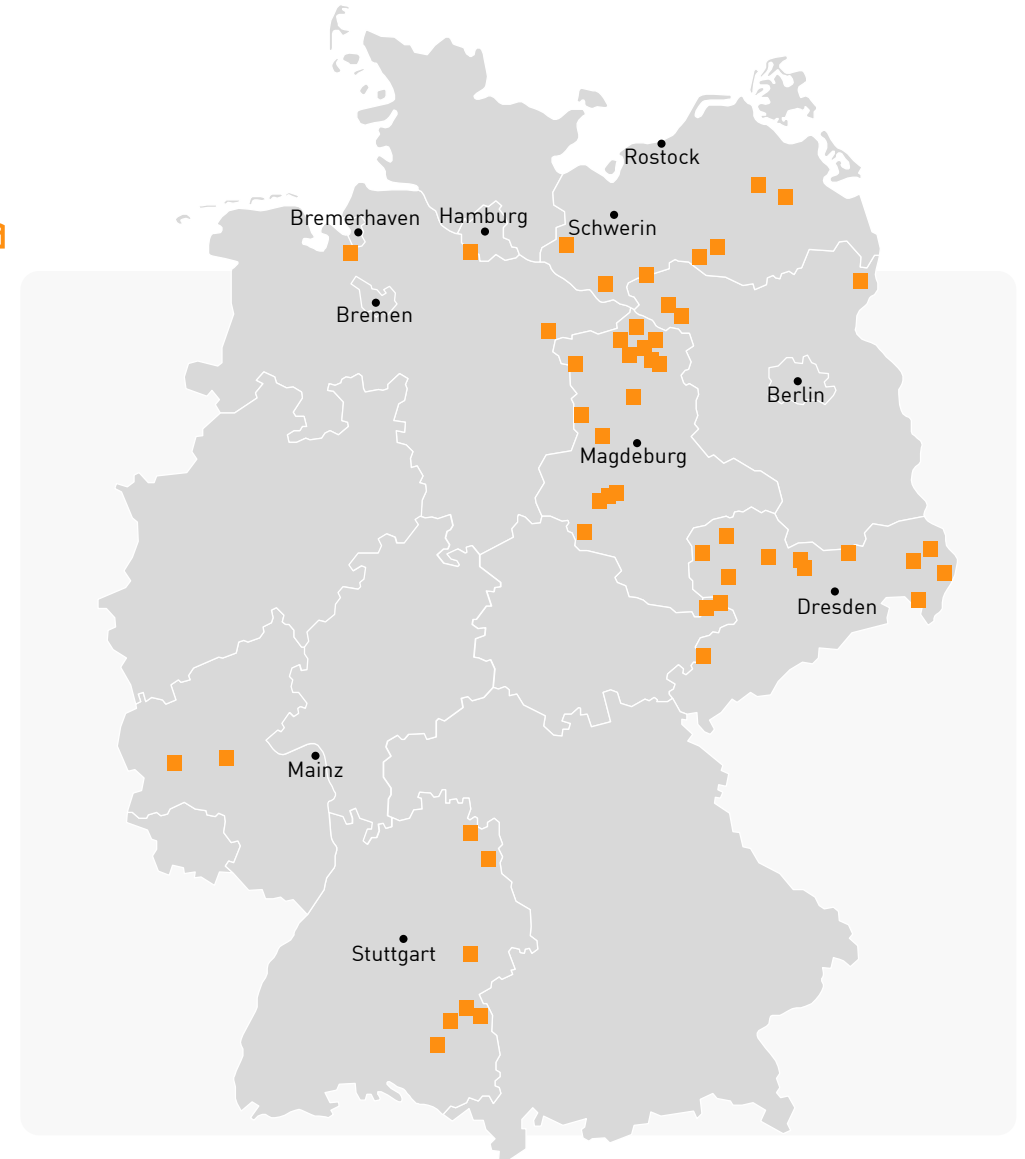 Rostock
Schwerin
Bremerhaven
Hamburg
Bremen
Berlin
Magdeburg
Dresden
Mainz
Stuttgart